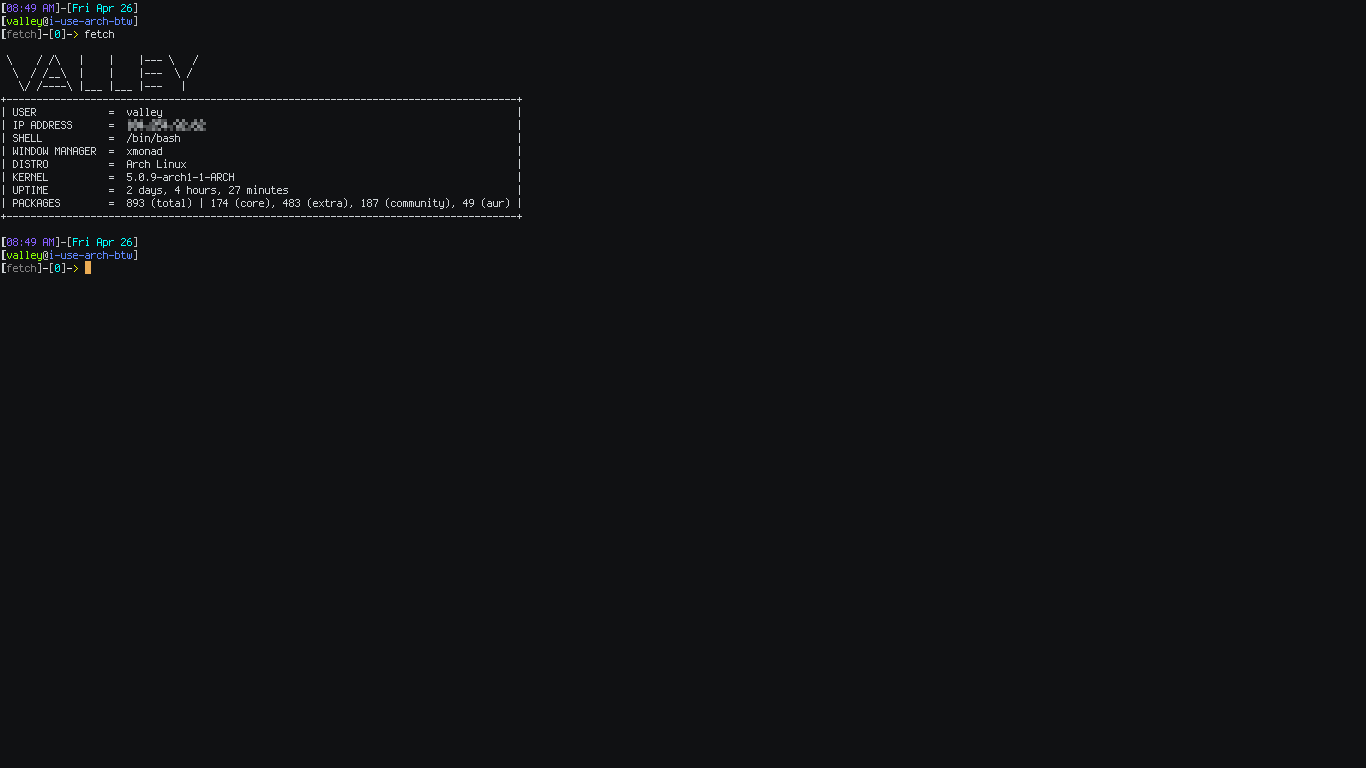 [08:49 AM]-[Fri Apr 26]
[valley@i-use-arch-btw]
[fetch]-[0]-> fetch
 \    / /\   |    |    |--- \   /
  \  / /__\  |    |    |---  \ /
   \/ /----\ |___ |___ |---   |
+-------------------------------------------------------------------------------------+
| USER            =  valley                                                           |
| IP ADDRESS      =                                                                   |
| SHELL           =  /bin/bash                                                        |
| WINDOW MANAGER  =  xmonad                                                           |
| DISTRO          =  Arch Linux                                                       |
| KERNEL          =  5.0.9-arch1-1-ARCH                                               |
| UPTIME          =  2 days, 4 hours, 27 minutes                                      |
| PACKAGES        =  893 (total) | 174 (core), 483 (extra), 187 (community), 49 (aur) |
+-------------------------------------------------------------------------------------+
[08:49 AM]-[Fri Apr 26]
[valley@i-use-arch-btw]
[fetch]-[0]->